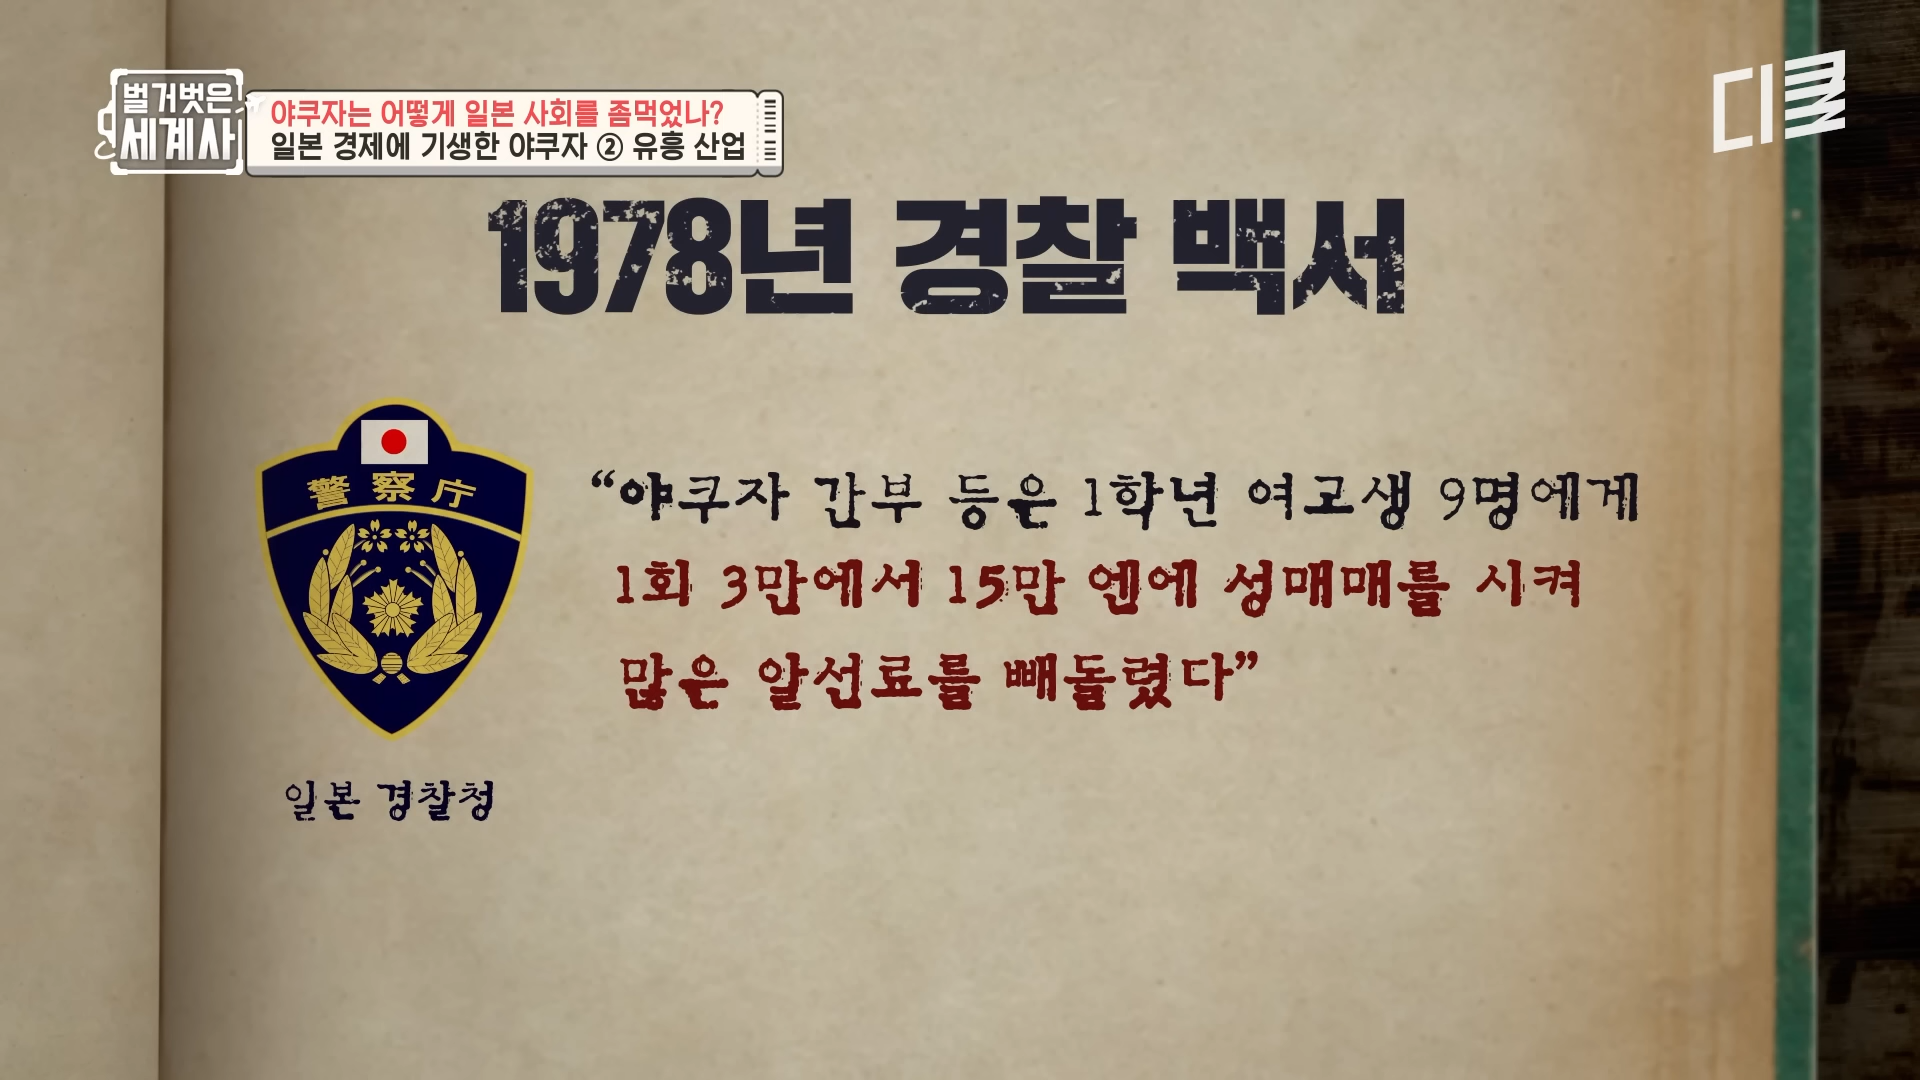 벌거벗은
세계사
야쿠자는 어떻게 일본 사회를 좀먹었나?
일본 경제에 기생한 야쿠자 ② 유흥 산업
디글
1978년 경찰 백서
警察庁
“야쿠자 간부 등은 1학년 여고생 9명에게
1회 3만에서 15만 엔에 성매매를 시켜
많은 알선료를 빼돌렸다”
일본 경찰청